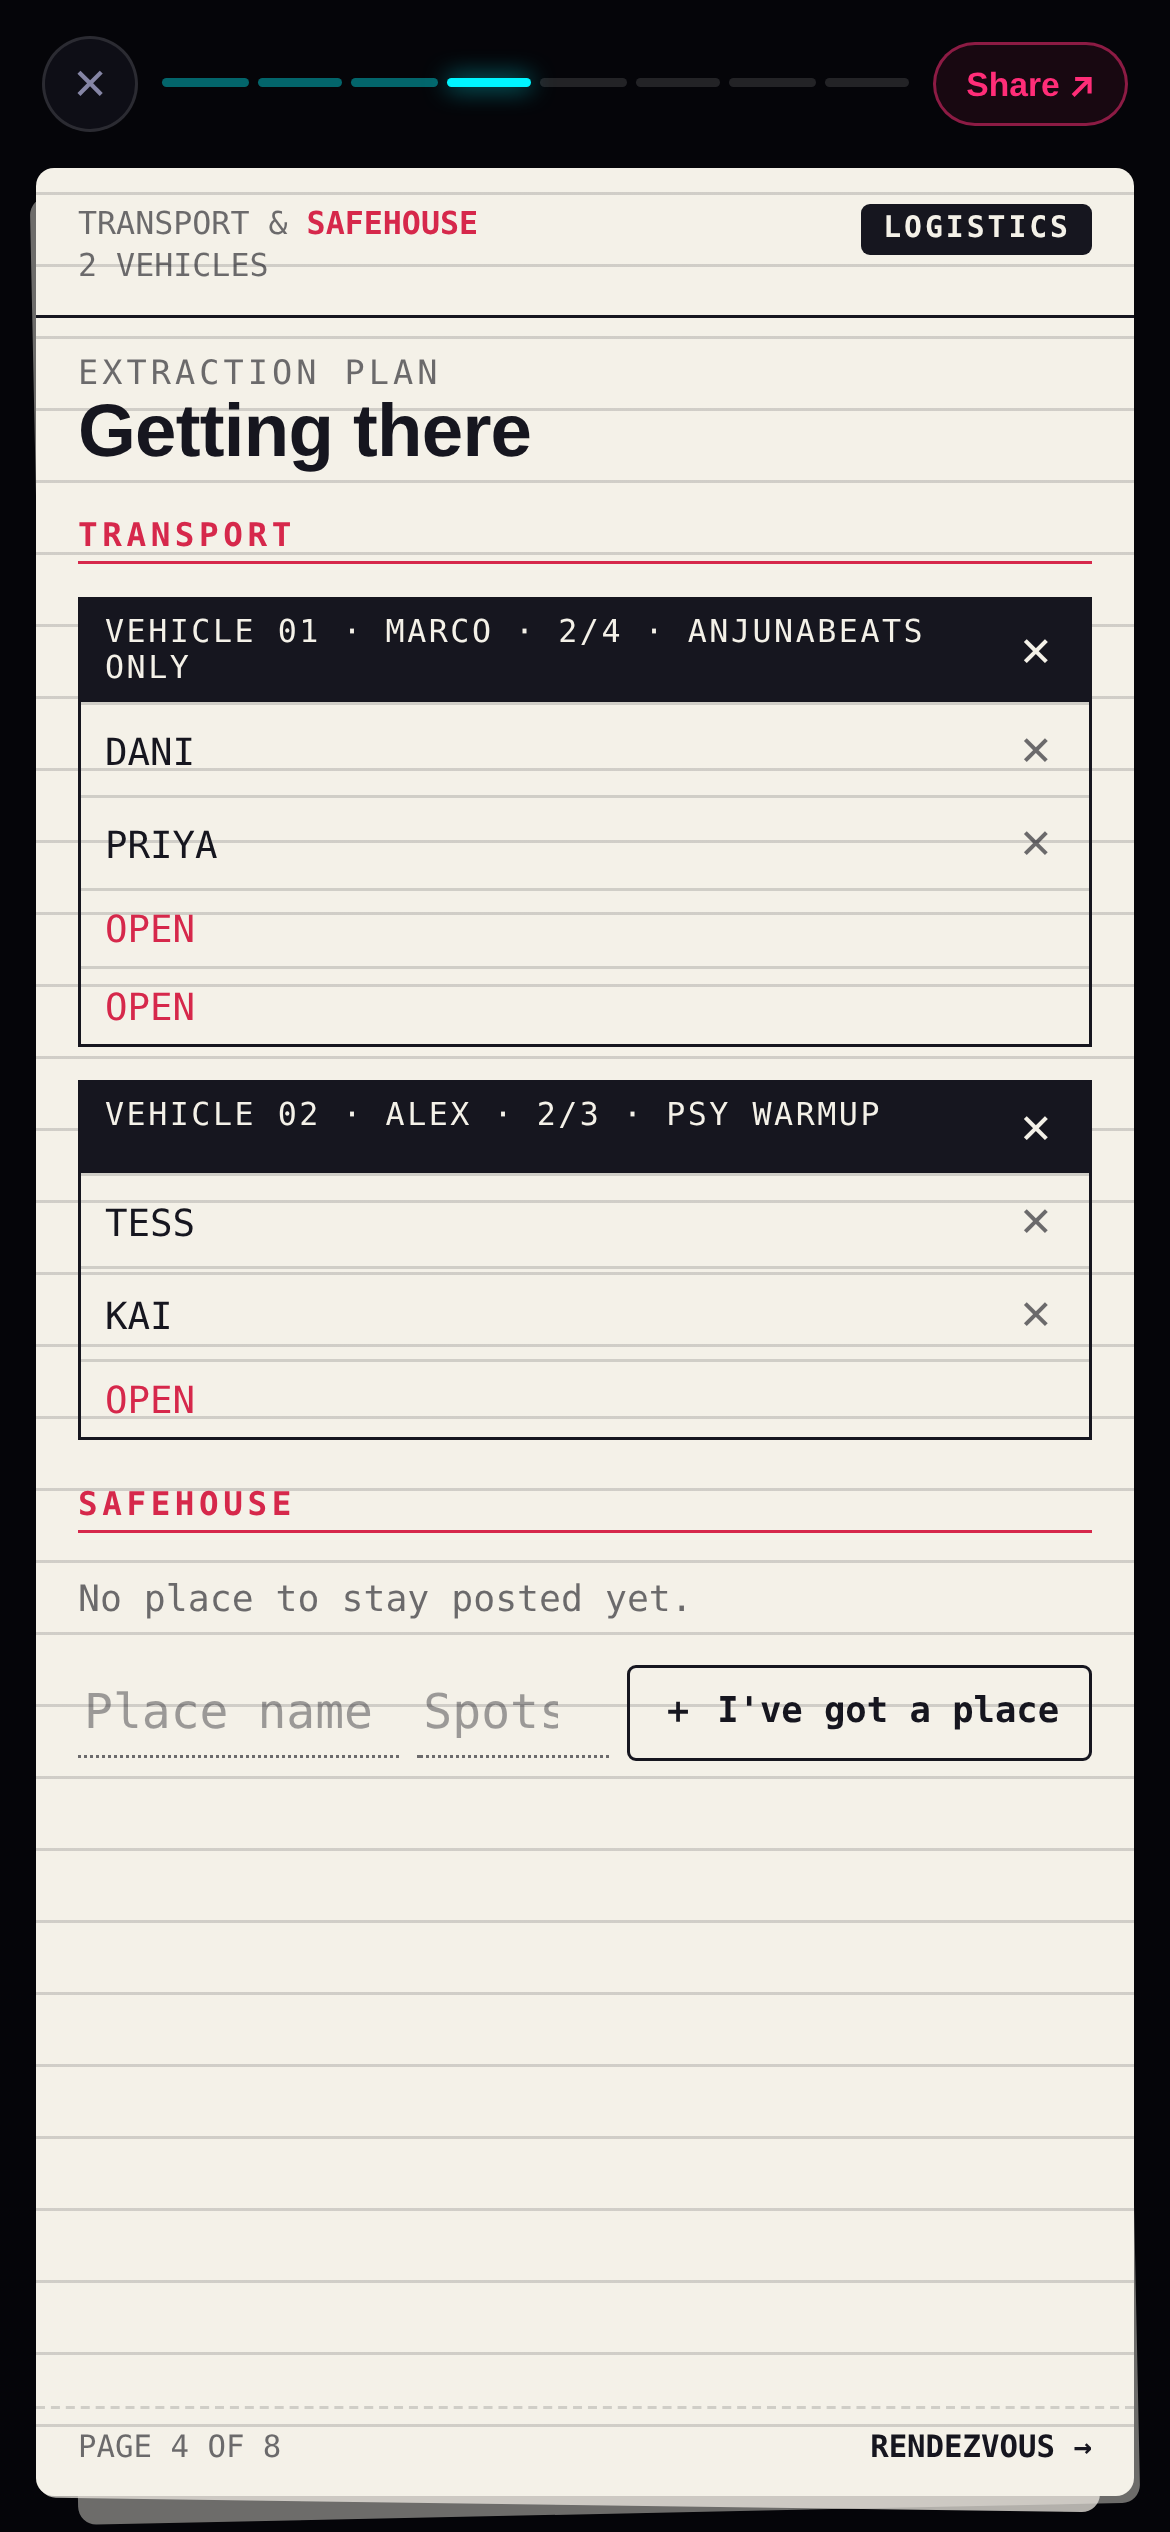 Share ↗
TRANSPORT & SAFEHOUSE
2 VEHICLES
LOGISTICS
EXTRACTION PLAN
Getting there
TRANSPORT
VEHICLE 01 · MARCO · 2/4 · ANJUNABEATS
ONLY
DANI
PRIYA
OPEN
OPEN
VEHICLE 02 · ALEX · 2/3 · PSY WARMUP
TESS
KAI
OPEN
SAFEHOUSE
No place to stay posted yet.
Place name
Spots
+ I've got a place
PAGE 4 OF 8
RENDEZVOUS →